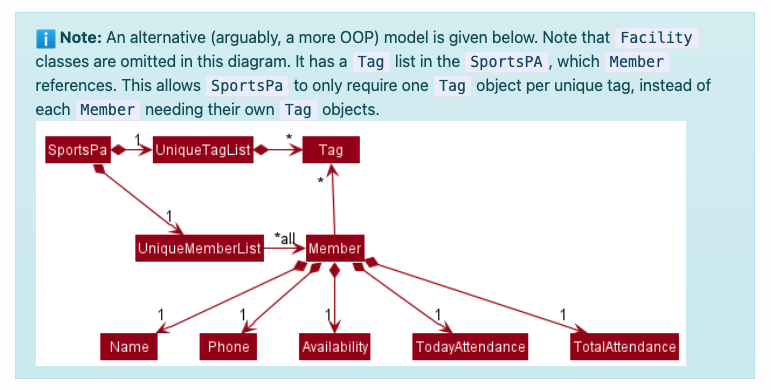 Note: An alternative (arguably, a more OOP) model is given below. Note that Facility
classes are omitted in this diagram. It has a Tag list in the SportsPA , which Member
references. This allows SportsPa to only require one Tag object per unique tag, instead of
each Member needing their own Tag objects.
SportsPa 1 UniqueTagList * Tag
*
1
UniqueMemberList *all Member
1 1 1 1 1
Name Phone Availability TodayAttendance TotalAttendance